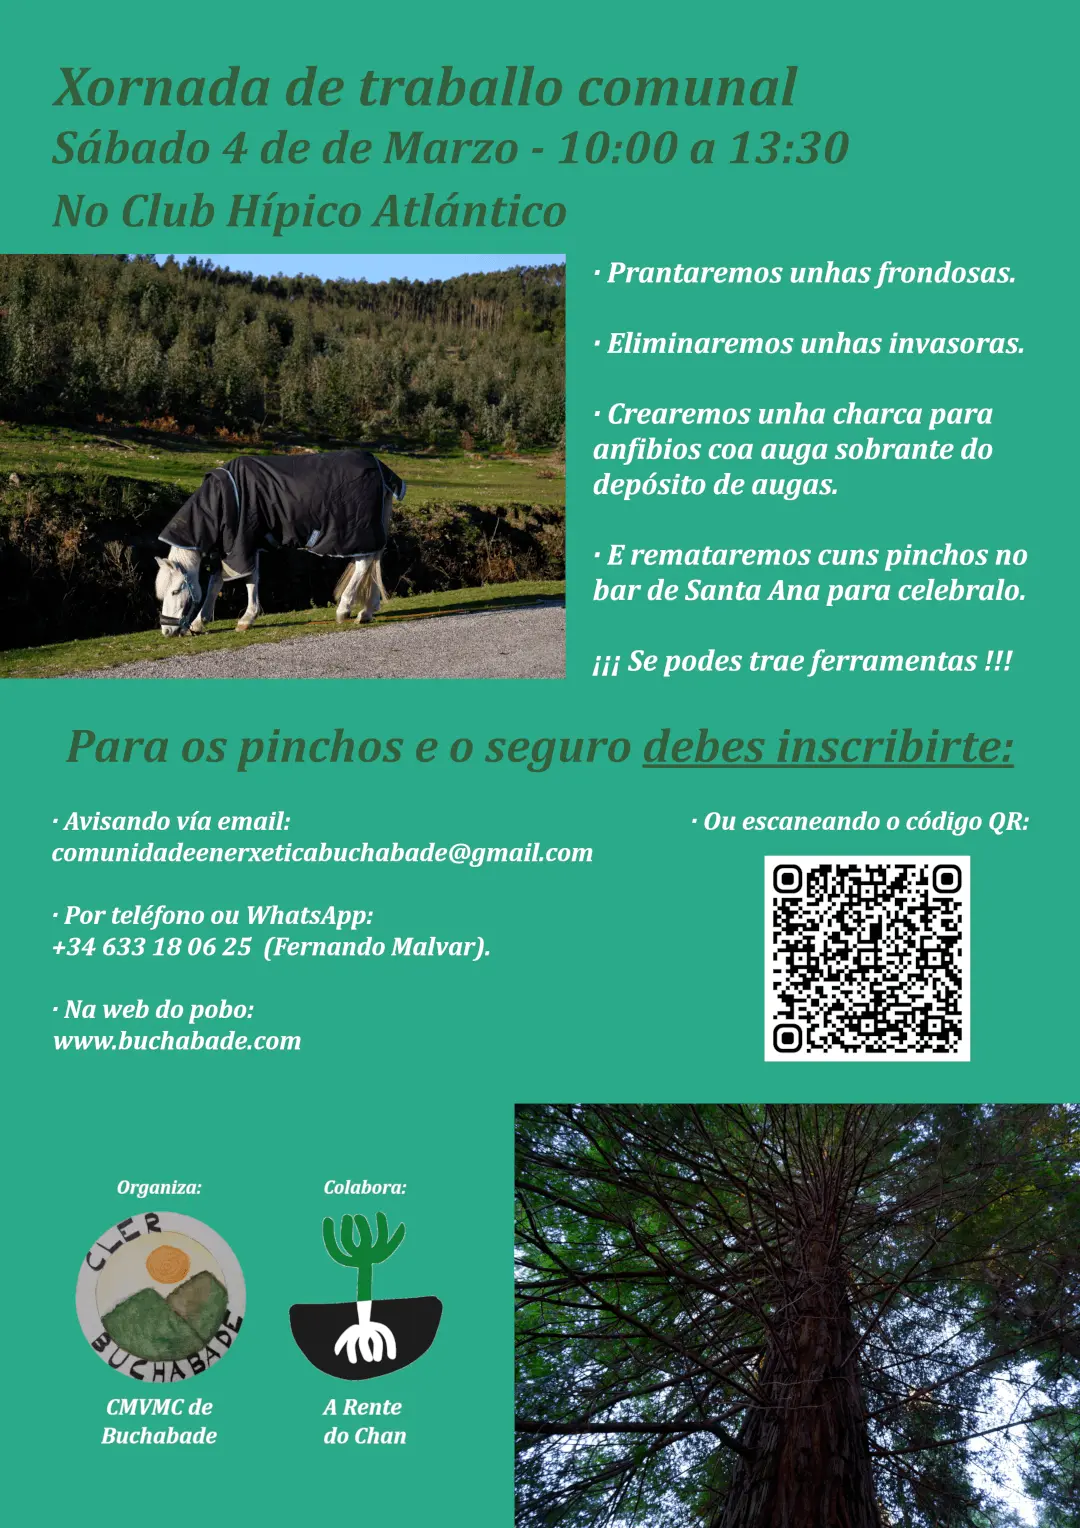 Xornada de traballo comunal
Sábado 4 de de Marzo - 10:00 a 13:30
No Club Hípico Atlántico
· Prantaremos unhas frondosas.
· Eliminaremos unhas invasoras.
· Crearemos unha charca para
anfibios coa auga sobrante do
depósito de augas.
· E remataremos cuns pinchos no
bar de Santa Ana para celebralo.
¡¡¡ Se podes trae ferramentas !!!
Para os pinchos e o seguro debes inscribirte:
· Avisando vía email:
comunidadeenerxeticabuchabade@gmail.com
· Por teléfono ou WhatsApp:
+34 633 18 06 25 (Fernando Malvar).
· Na web do pobo:
www.buchabade.com
· Ou escaneando o código QR:
Organiza:
CLER
BUCHABADE
CMVMC de
Buchabade
Colabora:
A Rente
do Chan